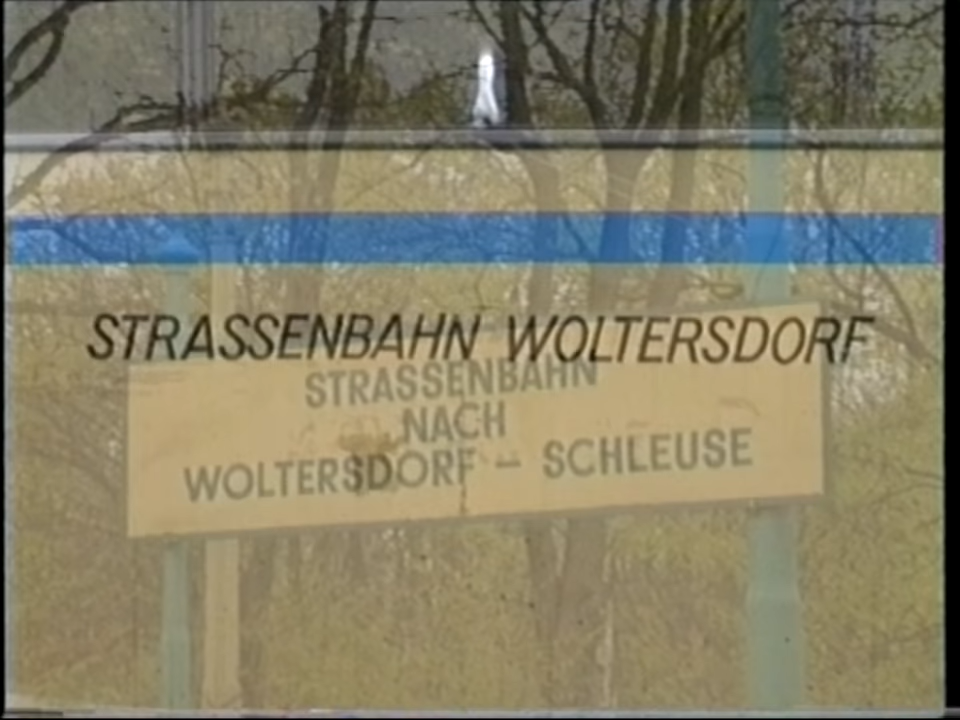 STRASSENBAHN WOLTERSDORF
STRASSENBAHN
NACH
WOLTERSDORF – SCHLEUSE